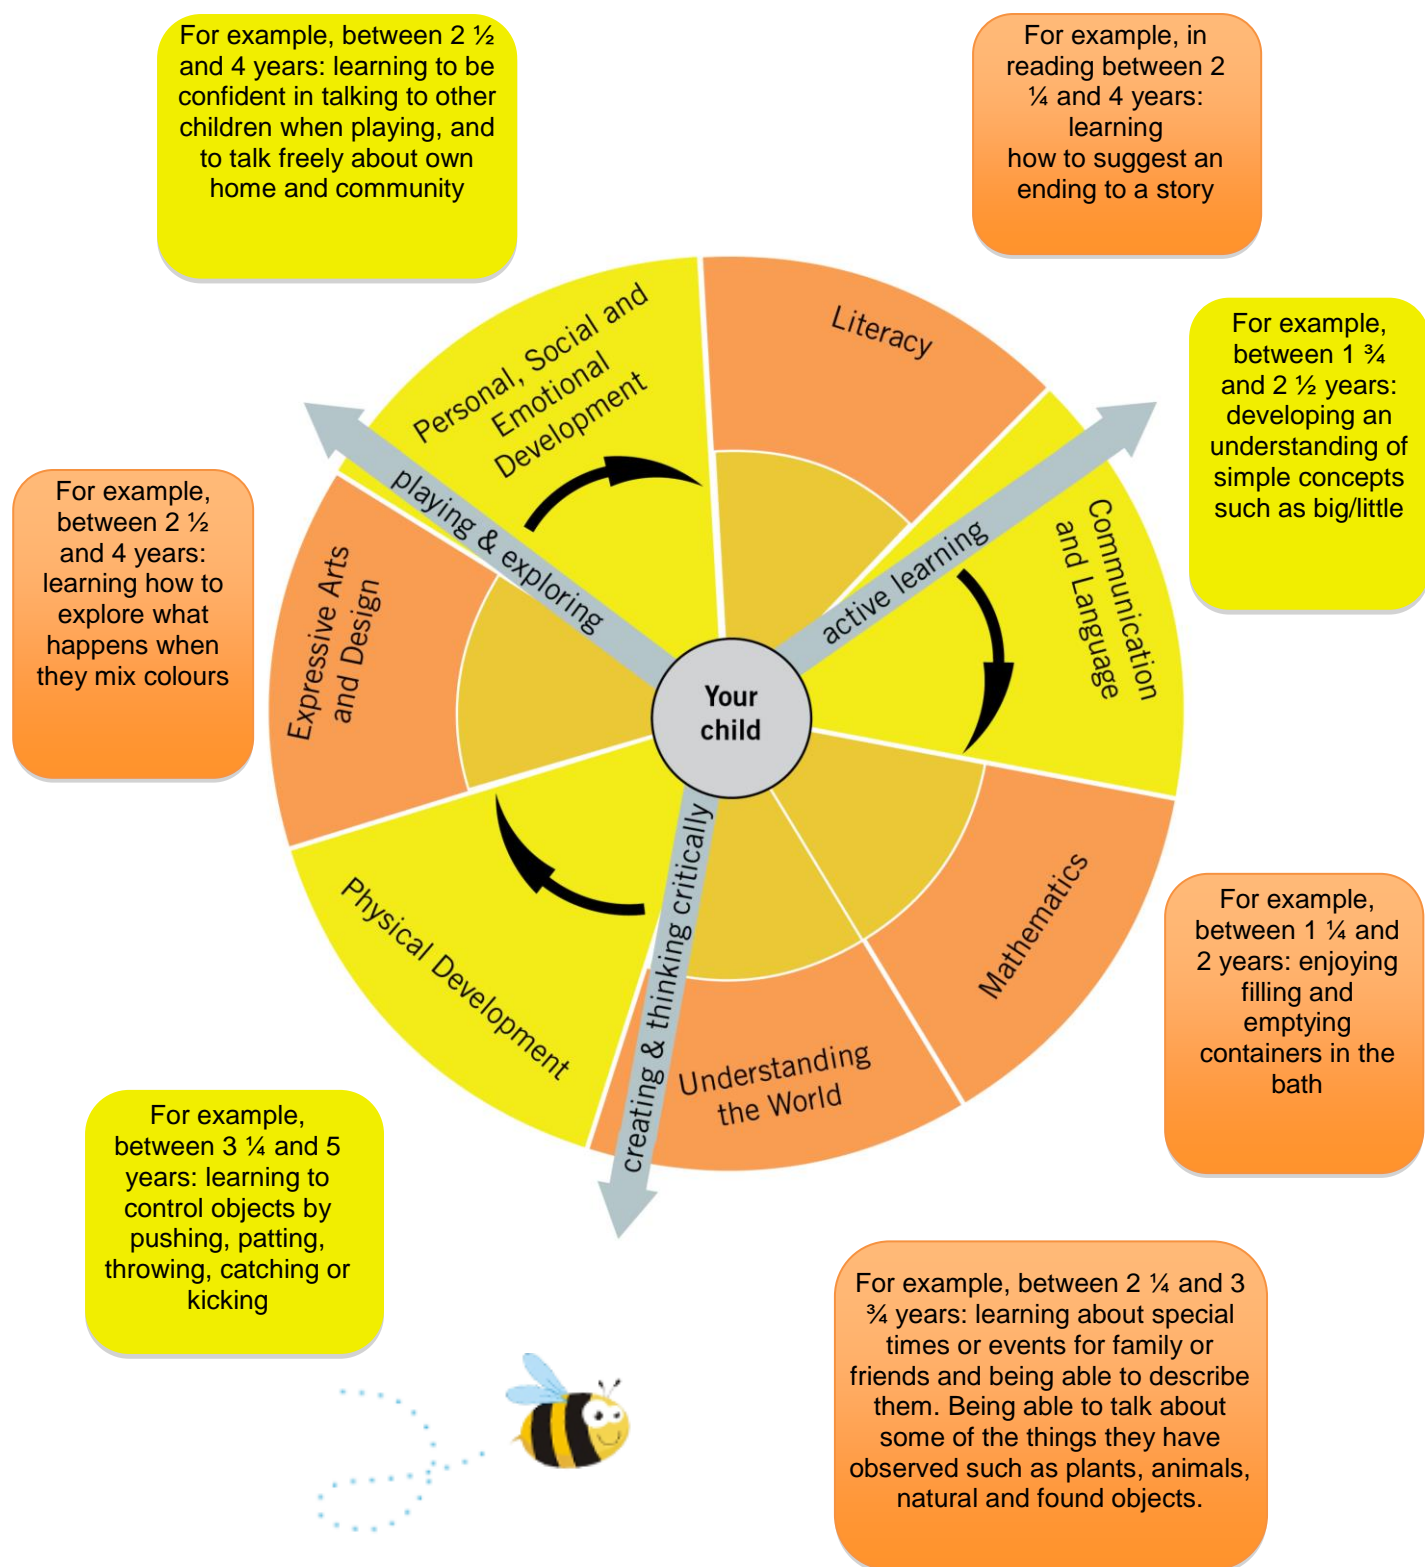 For example, between 2 ½
and 4 years: learning to be
confident in talking to other
children when playing, and
to talk freely about own
home and community
For example, in
reading between 2
¼ and 4 years:
learning
how to suggest an
ending to a story
For example,
between 1 ¾
and 2 ½ years:
developing an
understanding of
simple concepts
such as big/little
Personal, Social and
Emotional
Development
Literacy
playing & exploring
active learning
Communication
and Language
For example,
between 2 ½
and 4 years:
learning how to
explore what
happens when
they mix colours
Expressive Arts
and Design
Your
child
Physical Development
creating & thinking critically
Understanding
the World
Mathematics
For example,
between 1 ¼ and
2 years: enjoying
filling and
emptying
containers in the
bath
For example,
between 3 ¼ and 5
years: learning to
control objects by
pushing, patting,
throwing, catching or
kicking
For example, between 2 ¼ and 3
¾ years: learning about special
times or events for family or
friends and being able to describe
them. Being able to talk about
some of the things they have
observed such as plants, animals,
natural and found objects.